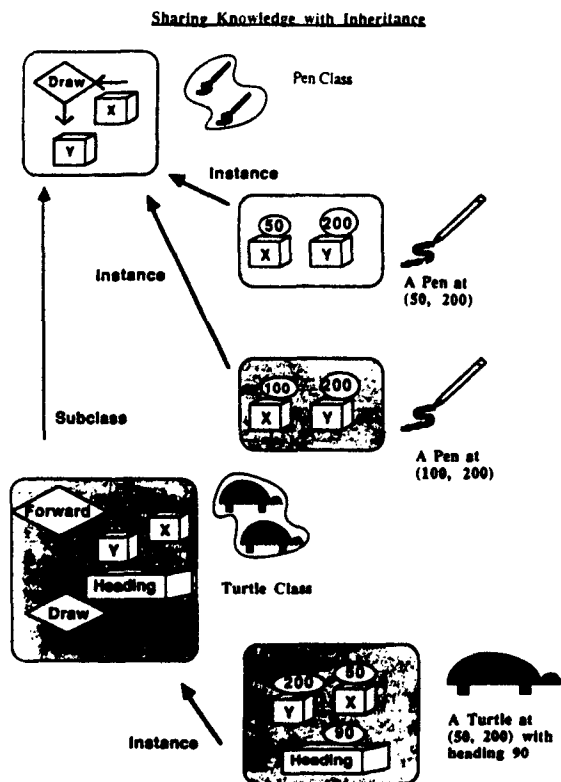 Sharing Knowledge with Inheritance
Draw
X
Y
Pen Class
Instance
50
200
X
Y
A Pen at
(50, 200)
Instance
100
200
X
Y
A Pen at
(100, 200)
Subclass
Forward
X
Y
Heading
Draw
Turtle Class
200
50
Y
X
90
Heading
Instance
A Turtle at
(50, 200) with
heading 90